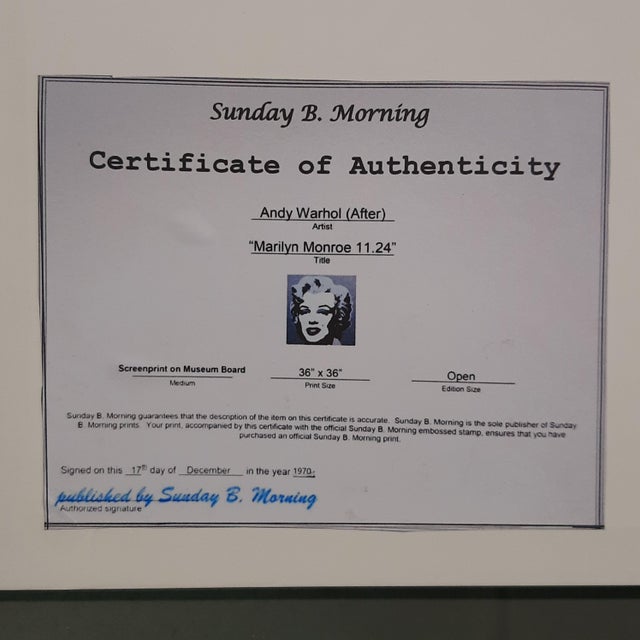 Sunday B. Morning
Certificate of Authenticity
Andy Warhol (After)
Artist
"Marilyn Monroe 11.24"
Title
Screenprint on Museum Board
Medium
36" x 36"
Print Size
Open
Edition Size
Sunday B. Morning guarantees that the description of the item on this certificate is accurate. Sunday B. Morning is the sole publisher of Sunday
B. Morning prints. Your print, accompanied by this certificate with the official Sunday B. Morning embossed stamp, ensures that you have
purchased an official Sunday B. Morning print.
Signed on this 17th day of December in the year 1970.
published by Sunday B. Morning
Authorized signature